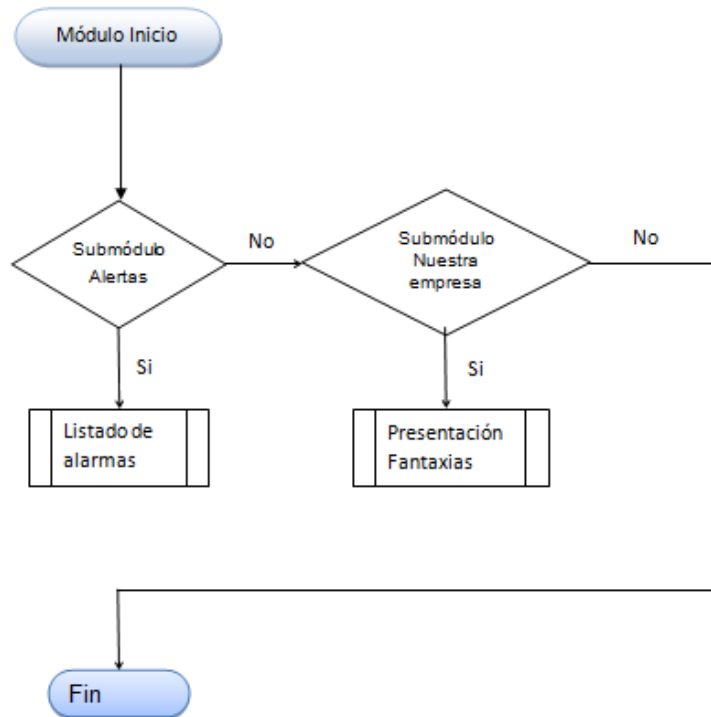 Módulo Inicio
Submódulo
Alertas
No
Submódulo
Nuestra
empresa
No
Si
Si
Listado de
alarmas
Presentación
Fantaxias
Fin